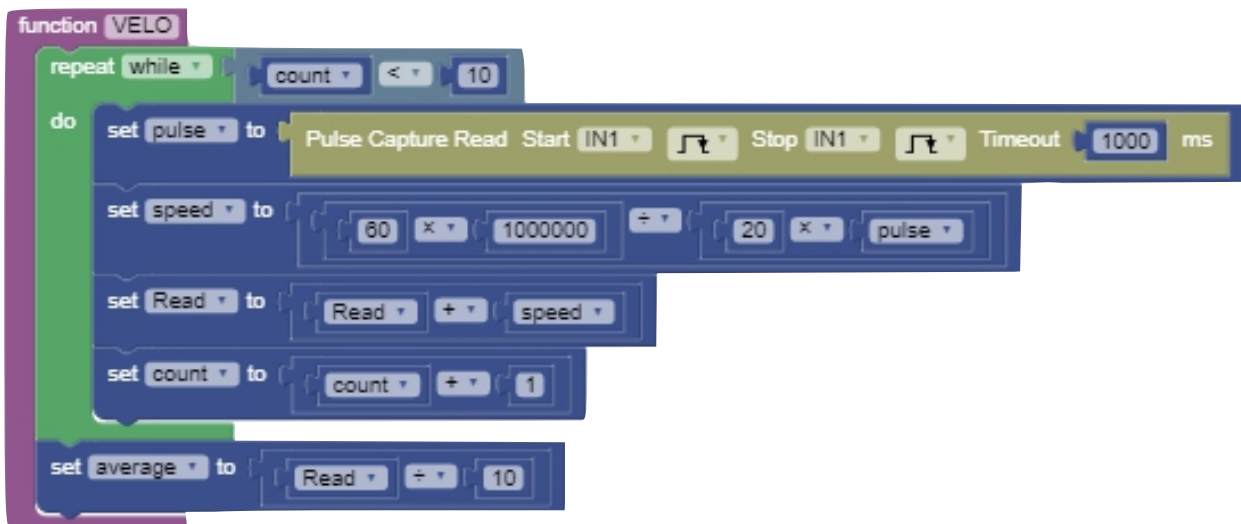 function VELO
repeat while count < 10
do set pulse to Pulse Capture Read Start IN1 Stop IN1 Timeout 1000 ms
set speed to 60 × 1000000 ÷ 20 × pulse
set Read to Read + speed
set count to count + 1
set average to Read ÷ 10